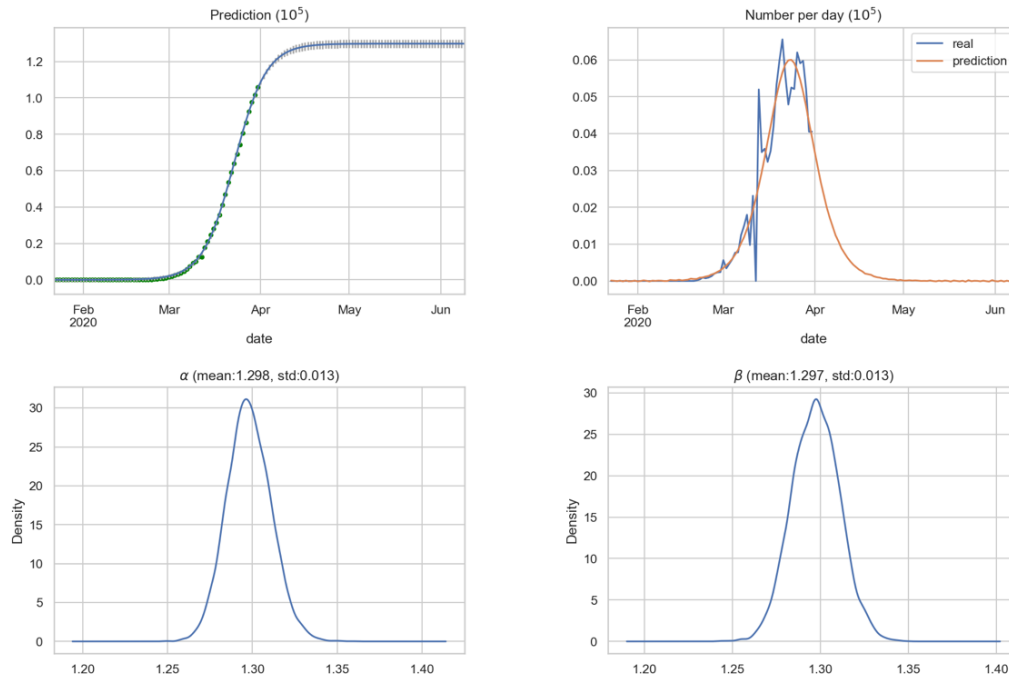 Prediction (10⁵)
1.2
1.0
0.8
0.6
0.4
0.2
0.0
Feb
2020
Mar
Apr
May
Jun
date
Number per day (10⁵)
real
prediction
0.06
0.05
0.04
0.03
0.02
0.01
0.00
Feb
2020
Mar
Apr
May
Jun
date
α (mean:1.298, std:0.013)
Density
30
25
20
15
10
5
0
1.20
1.25
1.30
1.35
1.40
β (mean:1.297, std:0.013)
Density
30
25
20
15
10
5
0
1.20
1.25
1.30
1.35
1.40